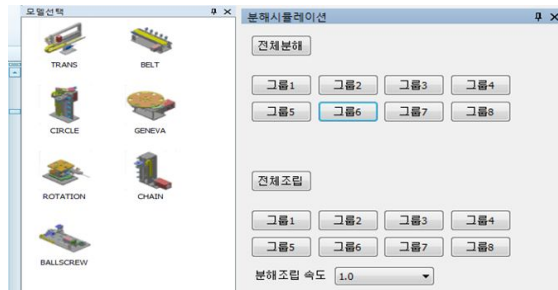 모델선택
TRANS
BELT
CIRCLE
GENEVA
ROTATION
CHAIN
BALLSCREW
분해시뮬레이션
전체분해
그룹1 그룹2 그룹3 그룹4
그룹5 그룹6 그룹7 그룹8
전체조립
그룹1 그룹2 그룹3 그룹4
그룹5 그룹6 그룹7 그룹8
분해조립 속도 1.0